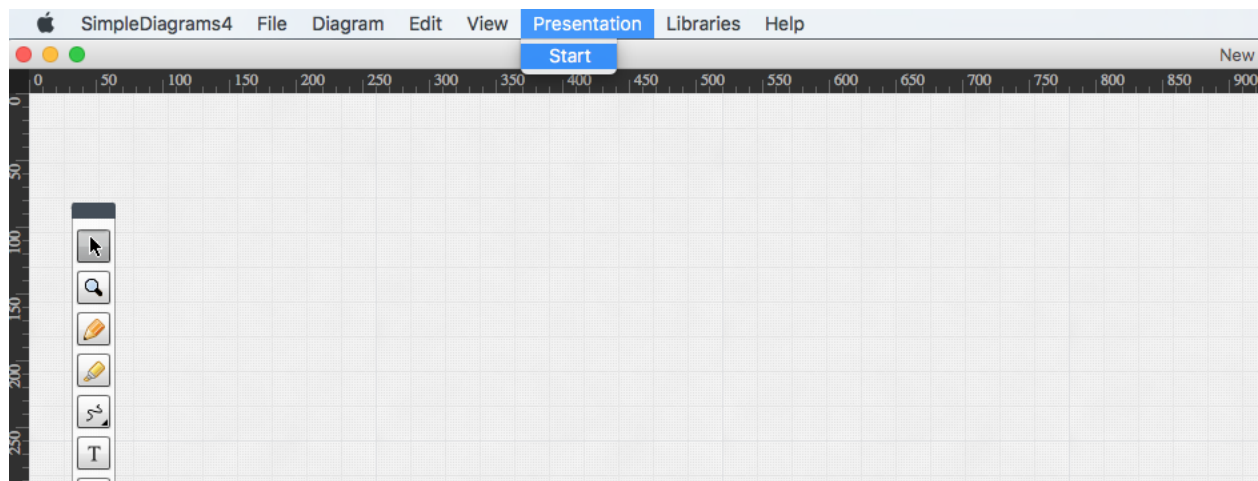 SimpleDiagrams4 File Diagram Edit View Presentation Libraries Help
Start
New
0 50 100 150 200 250 300 350 400 450 500 550 600 650 700 750 800 850 900
0
50
100
150
200
250
T